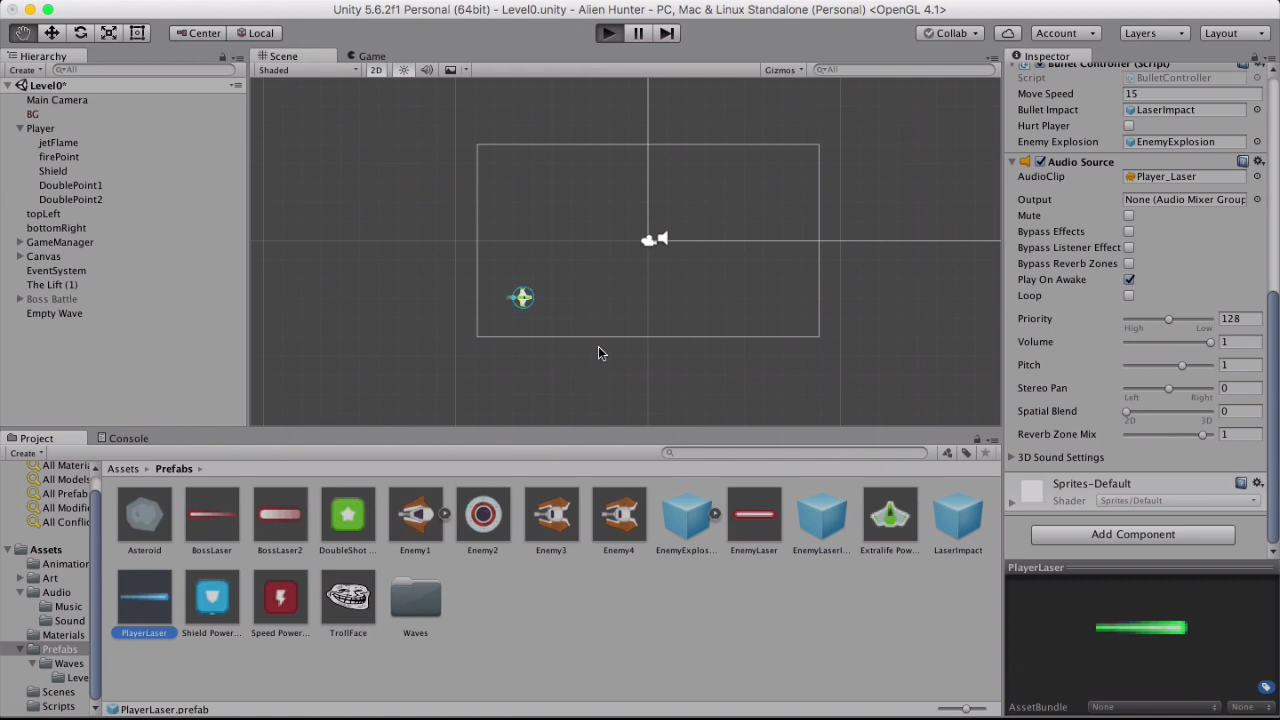 Unity 5.6.2f1 Personal (64bit) - Level0.unity - Alien Hunter - PC, Mac & Linux Standalone (Personal) <OpenGL 4.1>
Center Local Collab Account Layers Layout
Hierarchy
Create All
Level0*
Main Camera
BG
Player
jetFlame
firePoint
Shield
DoublePoint1
DoublePoint2
topLeft
bottomRight
GameManager
Canvas
EventSystem
The Lift (1)
Boss Battle
Empty Wave
Scene Game
Shaded 2D Gizmos All
Inspector
Bullet Controller (Script)
Script BulletController
Move Speed 15
Bullet Impact LaserImpact
Hurt Player
Enemy Explosion EnemyExplosion
Audio Source
AudioClip Player_Laser
Output None (Audio Mixer Group
Mute
Bypass Effects
Bypass Listener Effect
Bypass Reverb Zones
Play On Awake
Loop
Priority 128
High Low
Volume 1
Pitch 1
Stereo Pan 0
Left Right
Spatial Blend 0
2D 3D
Reverb Zone Mix 1
3D Sound Settings
Sprites-Default
Shader Sprites/Default
Add Component
PlayerLaser
AssetBundle None None
Project Console
Create
All Materi
All Models
All Prefab
All Modifi
All Confli
Assets
Animation
Art
Audio
Music
Sound
Materials
Prefabs
Waves
Leve
Scenes
Scripts
Assets Prefabs
Asteroid BossLaser BossLaser2 DoubleShot ... Enemy1 Enemy2 Enemy3 Enemy4 EnemyExplos... EnemyLaser EnemyLaserI... Extralife Pow... LaserImpact
PlayerLaser Shield Power... Speed Power... TrollFace Waves
PlayerLaser.prefab